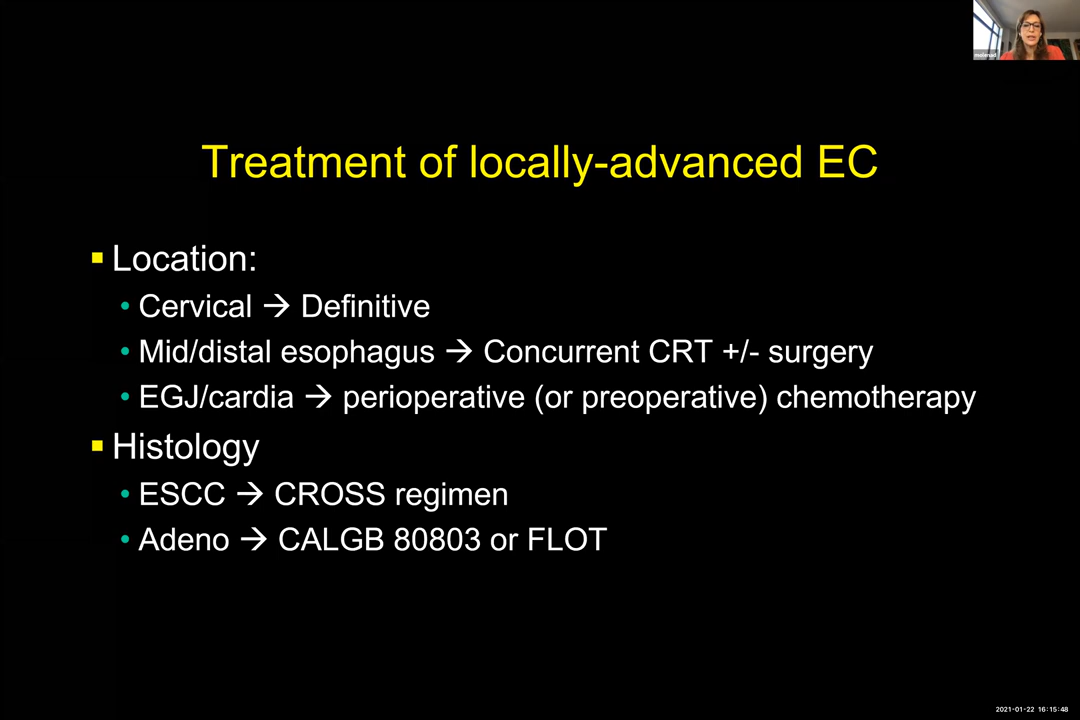 Treatment of locally-advanced EC
Location:
Cervical → Definitive
Mid/distal esophagus → Concurrent CRT +/- surgery
EGJ/cardia → perioperative (or preoperative) chemotherapy
Histology
ESCC → CROSS regimen
Adeno → CALGB 80803 or FLOT
2021-01-22 16:15:48